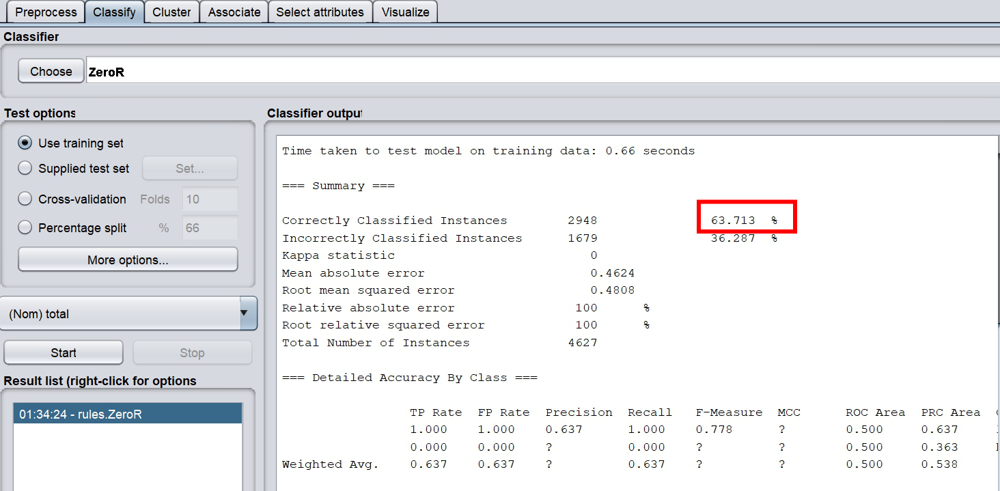 Preprocess Classify Cluster Associate Select attributes Visualize
Classifier
Choose ZeroR
Test options
Use training set
Supplied test set Set...
Cross-validation Folds 10
Percentage split % 66
More options...
(Nom) total
Start Stop
Result list (right-click for options
01:34:24 - rules.ZeroR
Classifier output
Time taken to test model on training data: 0.66 seconds
=== Summary ===
Correctly Classified Instances 2948 63.713 %
Incorrectly Classified Instances 1679 36.287 %
Kappa statistic 0
Mean absolute error 0.4624
Root mean squared error 0.4808
Relative absolute error 100 %
Root relative squared error 100 %
Total Number of Instances 4627
=== Detailed Accuracy By Class ===
TP Rate FP Rate Precision Recall F-Measure MCC ROC Area PRC Area
1.000 1.000 0.637 1.000 0.778 ? 0.500 0.637
0.000 0.000 ? 0.000 ? ? 0.500 0.363
Weighted Avg. 0.637 0.637 ? 0.637 ? ? 0.500 0.538